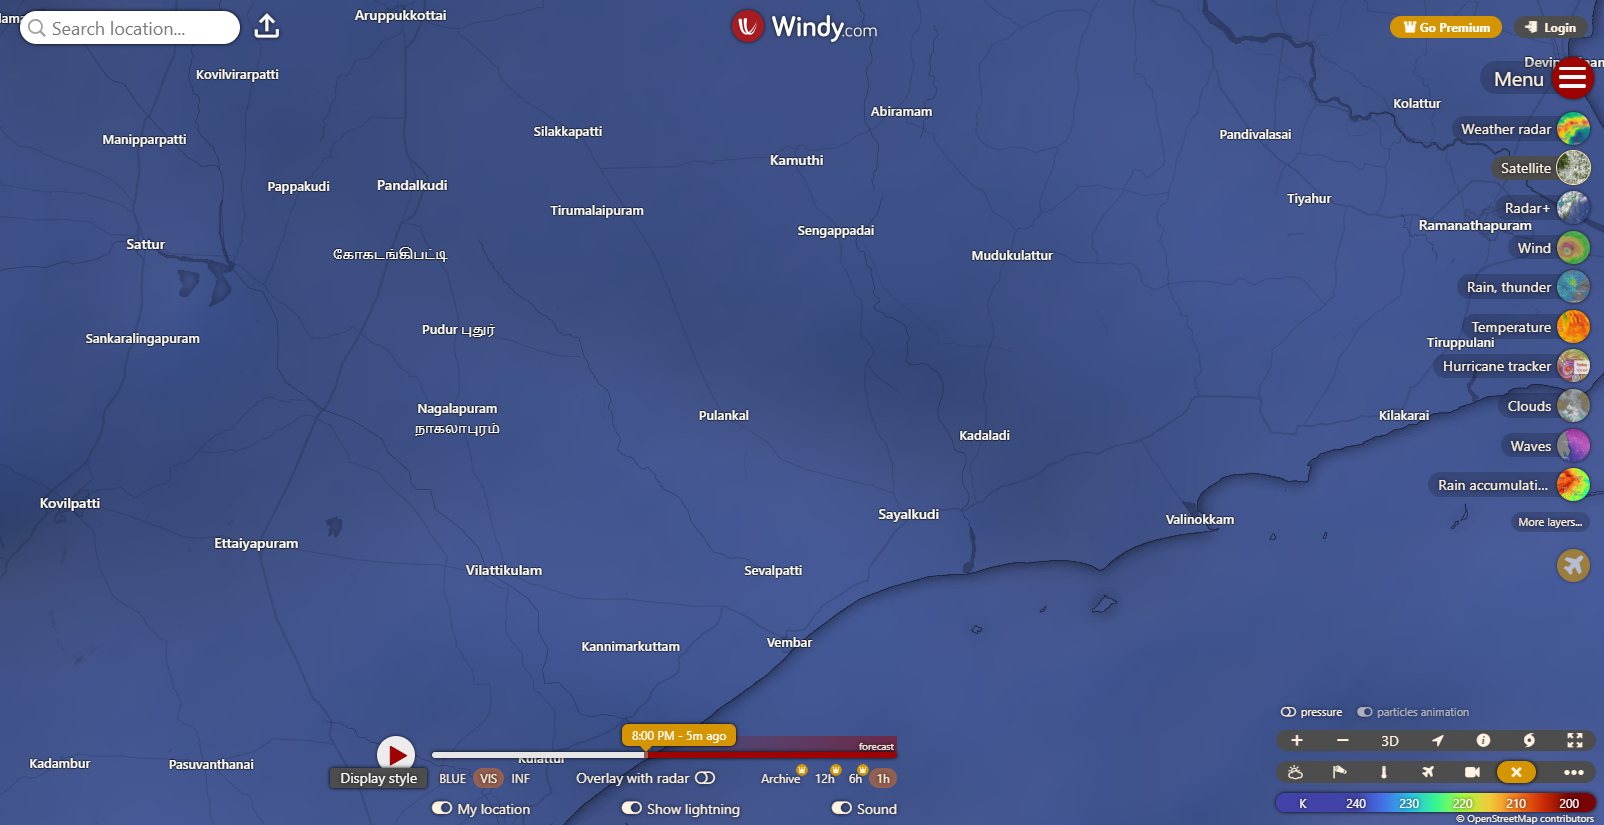 Aruppukkottai
Search location...
Windy.com
Go Premium
Login
Menu
Kovilvirarpatti
Abiramam
Kolattur
Manipparpatti
Silakkapatti
Pandivalasai
Weather radar
Kamuthi
Satellite
Pappakudi
Pandalkudi
Tirumalaipuram
Tiyahur
Radar+
Sengappadai
Ramanathapuram
Sattur
கோகடங்கிபட்டி
Mudukulattur
Wind
Rain, thunder
Sankaralingapuram
Pudur புதுர்
Temperature
Tiruppulani
Hurricane tracker
Nagalapuram
நாகலாபுரம்
Pulankal
Kadaladi
Kilakarai
Clouds
Waves
Rain accumulati...
Kovilpatti
Sayalkudi
Valinokkam
More layers...
Ettaiyapuram
Vilattikulam
Sevalpatti
Kannimarkuttam
Vembar
pressure
particles animation
8:00 PM - 5m ago
forecast
3D
Kadambur
Pasuvanthanai
Display style
BLUE VIS INF
Overlay with radar
Archive 12h 6h 1h
My location
Show lightning
Sound
K 240 230 220 210 200
© OpenStreetMap contributors